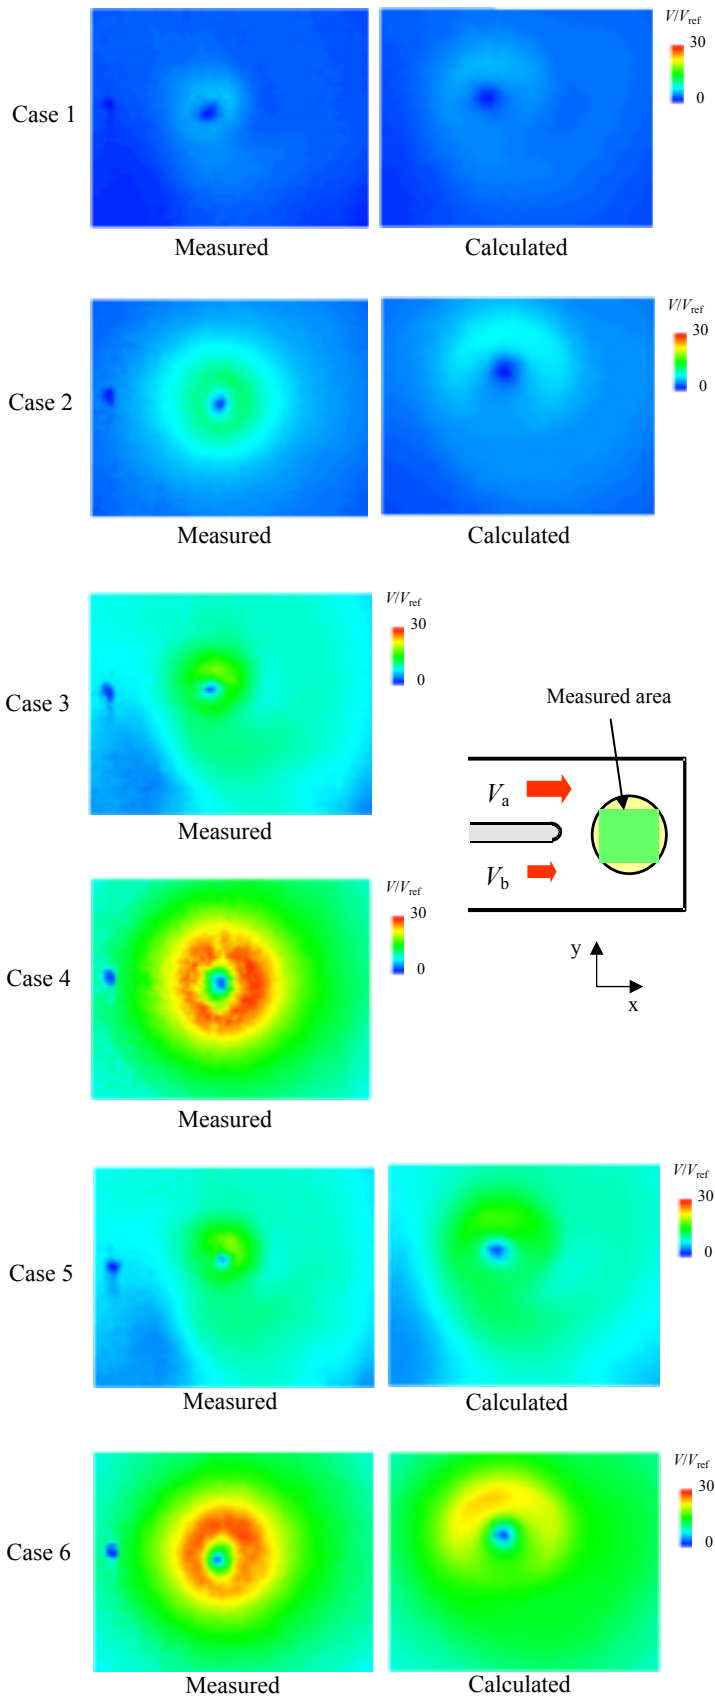 V/Vref
30
0
Case 1
Measured Calculated
V/Vref
30
0
Case 2
Measured Calculated
V/Vref
30
0
Case 3
Measured area
Va
Vb
V/Vref
30
0
Case 4
y
x
Measured
V/Vref
30
0
Case 5
Measured Calculated
V/Vref
30
0
Case 6
Measured Calculated